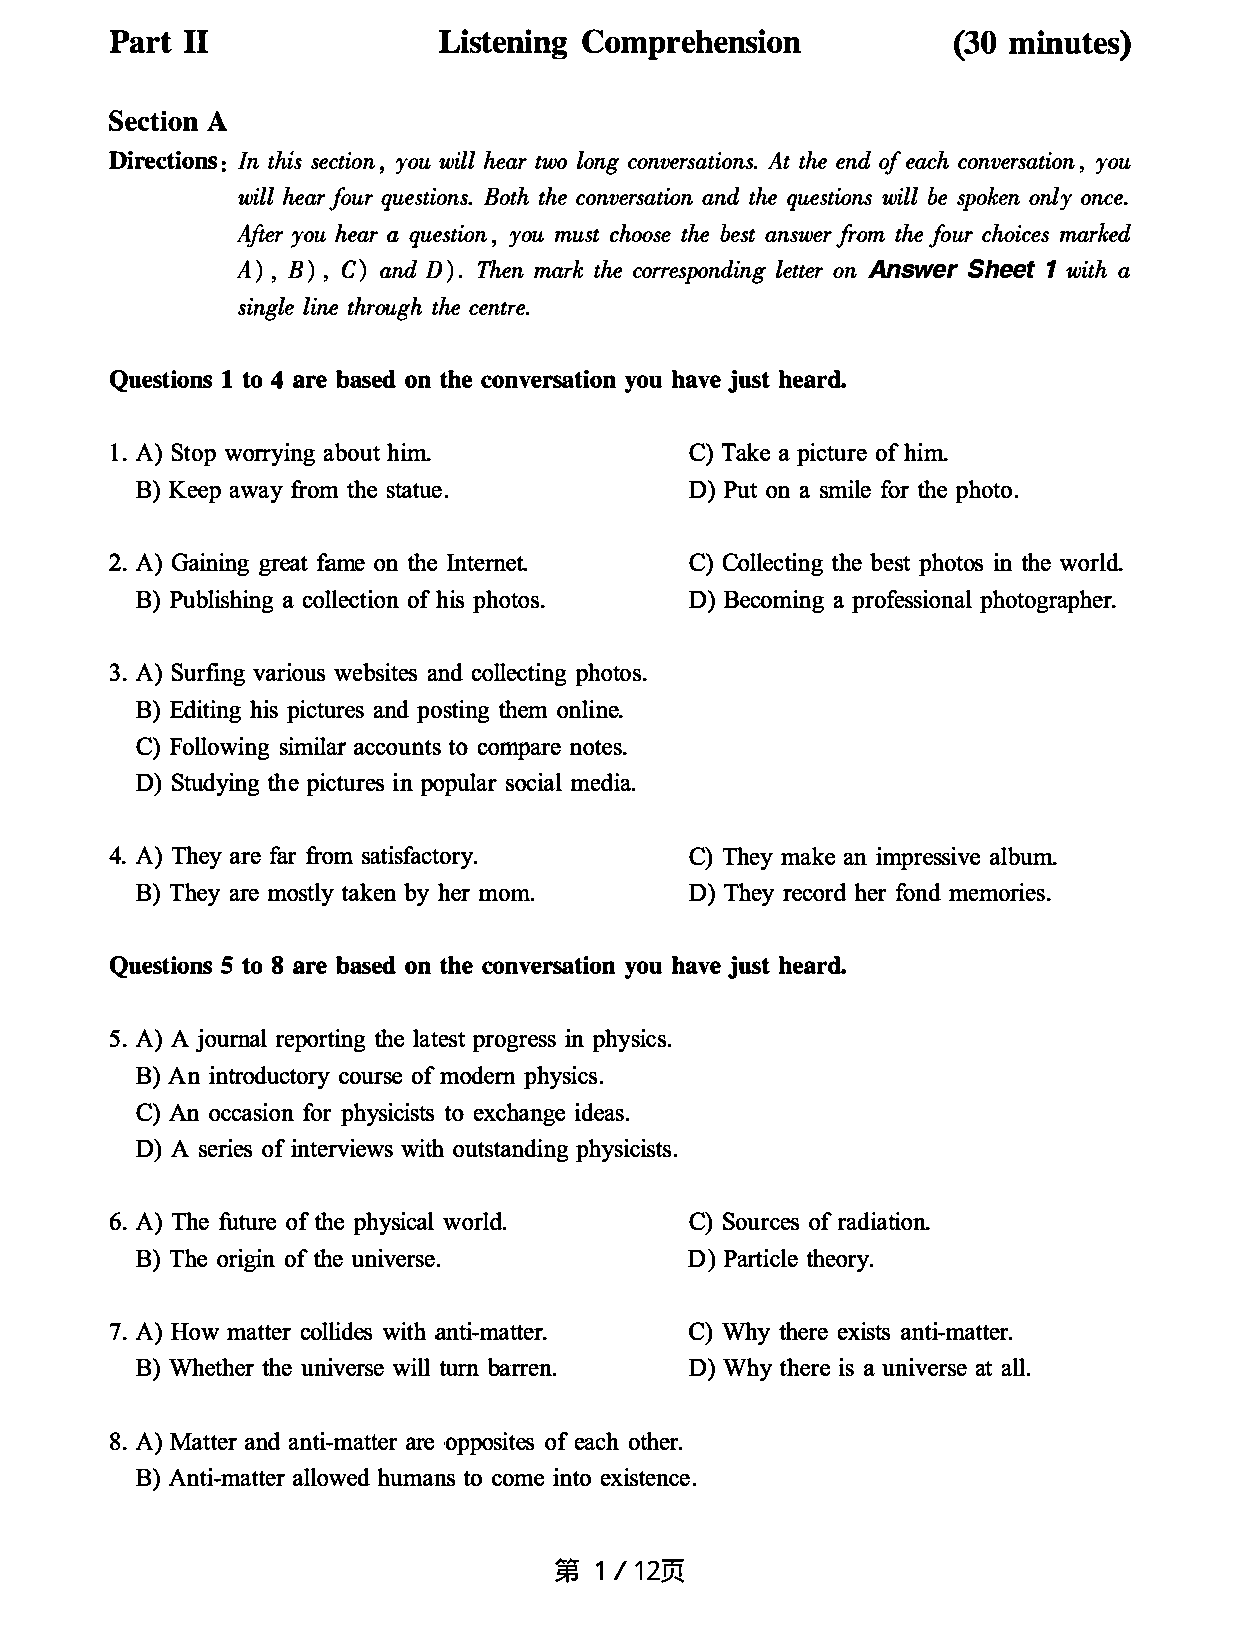 Part II Listening Comprehension (30 minutes)
Section A
Directions: In this section, you will hear two long conversations. At the end of each conversation, you
will hear four questions. Both the conversation and the questions will be spoken only once.
After you hear a question, you must choose the best answer from the four choices marked
A), B), C) and D). Then mark the corresponding letter on Answer Sheet 1 with a
single line through the centre.
Questions 1 to 4 are based on the conversation you have just heard.
1. A) Stop worrying about him. C) Take a picture of him.
B) Keep away from the statue. D) Put on a smile for the photo.
2. A) Gaining great fame on the Internet. C) Collecting the best photos in the world.
B) Publishing a collection of his photos. D) Becoming a professional photographer.
3. A) Surfing various websites and collecting photos.
B) Editing his pictures and posting them online.
C) Following similar accounts to compare notes.
D) Studying the pictures in popular social media.
4. A) They are far from satisfactory. C) They make an impressive album.
B) They are mostly taken by her mom. D) They record her fond memories.
Questions 5 to 8 are based on the conversation you have just heard.
5. A) A journal reporting the latest progress in physics.
B) An introductory course of modern physics.
C) An occasion for physicists to exchange ideas.
D) A series of interviews with outstanding physicists.
6. A) The future of the physical world. C) Sources of radiation.
B) The origin of the universe. D) Particle theory.
7. A) How matter collides with anti-matter. C) Why there exists anti-matter.
B) Whether the universe will turn barren. D) Why there is a universe at all.
8. A) Matter and anti-matter are opposites of each other.
B) Anti-matter allowed humans to come into existence.
第 1 / 12页